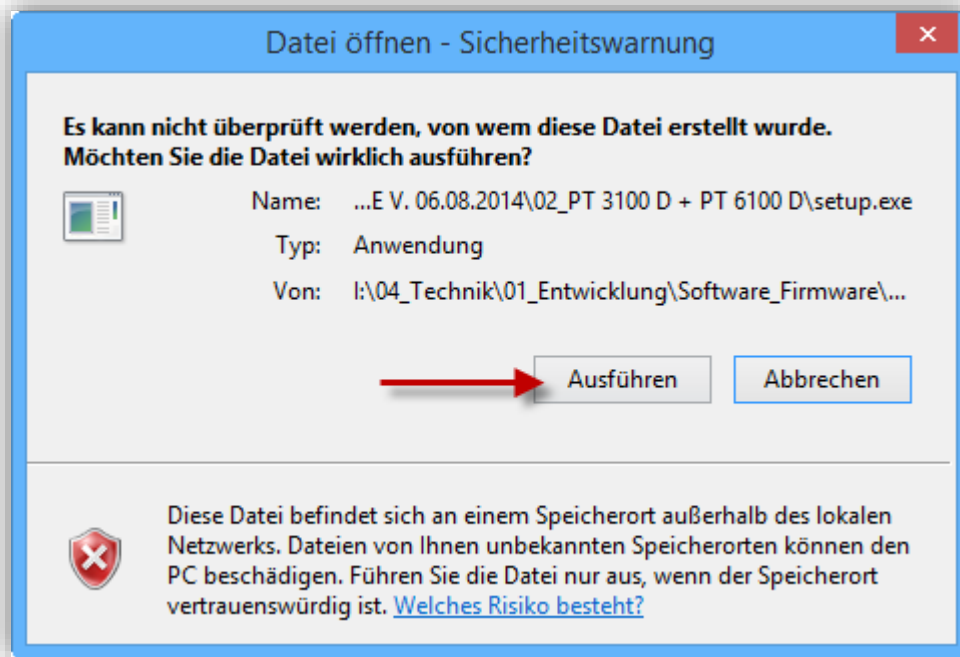 Datei öffnen - Sicherheitswarnung
Es kann nicht überprüft werden, von wem diese Datei erstellt wurde.
Möchten Sie die Datei wirklich ausführen?
Name: ...E V. 06.08.2014\02_PT 3100 D + PT 6100 D\setup.exe
Typ: Anwendung
Von: I:\04_Technik\01_Entwicklung\Software_Firmware\...
Ausführen Abbrechen
Diese Datei befindet sich an einem Speicherort außerhalb des lokalen
Netzwerks. Dateien von Ihnen unbekannten Speicherorten können den
PC beschädigen. Führen Sie die Datei nur aus, wenn der Speicherort
vertrauenswürdig ist. Welches Risiko besteht?